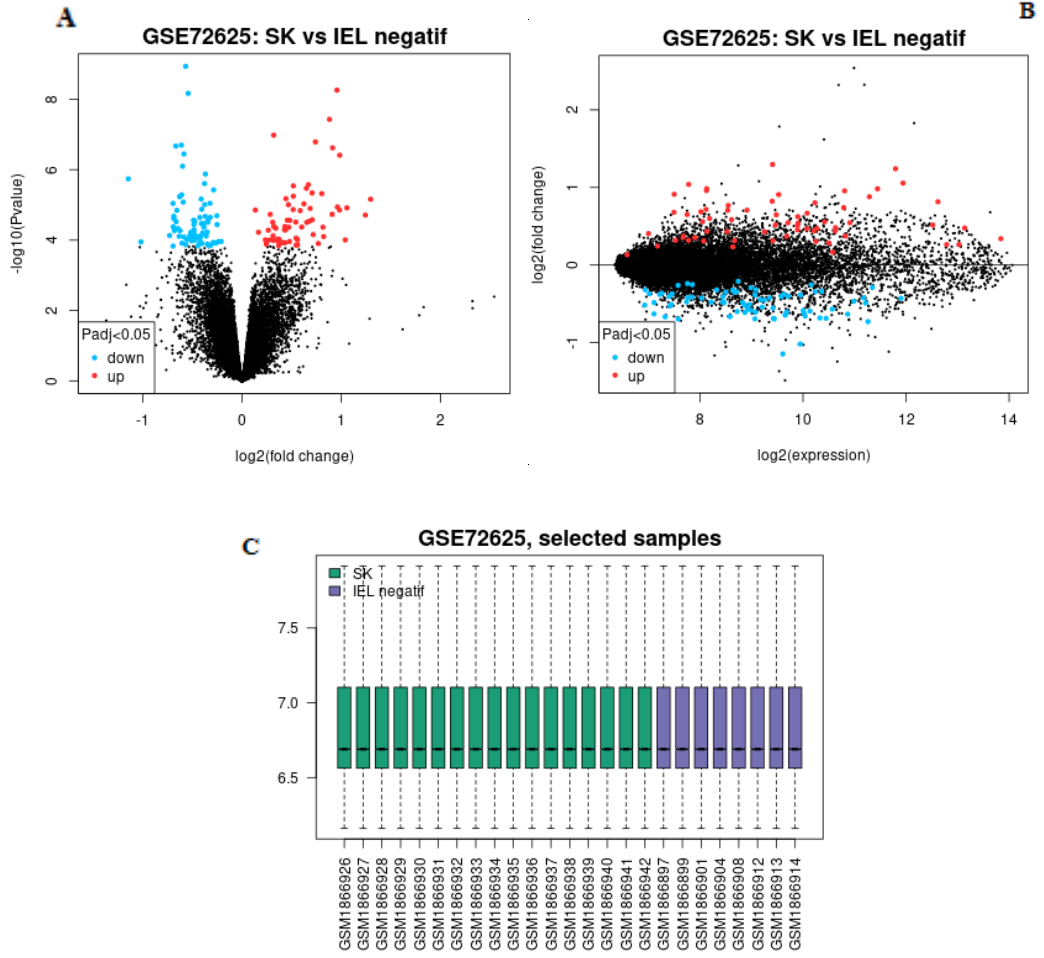 A
GSE72625: SK vs IEL negatif
-log10(Pvalue)
8
6
4
2
0
Padj<0.05
down
up
-1 0 1 2
log2(fold change)
B
GSE72625: SK vs IEL negatif
log2(fold change)
2
1
0
-1
Padj<0.05
down
up
8 10 12 14
log2(expression)
C
GSE72625, selected samples
SK
IEL negatif
7.5
7.0
6.5
GSM1866926
GSM1866927
GSM1866928
GSM1866929
GSM1866930
GSM1866931
GSM1866932
GSM1866933
GSM1866934
GSM1866935
GSM1866936
GSM1866937
GSM1866938
GSM1866939
GSM1866940
GSM1866941
GSM1866942
GSM1866897
GSM1866899
GSM1866901
GSM1866904
GSM1866908
GSM1866912
GSM1866913
GSM1866914